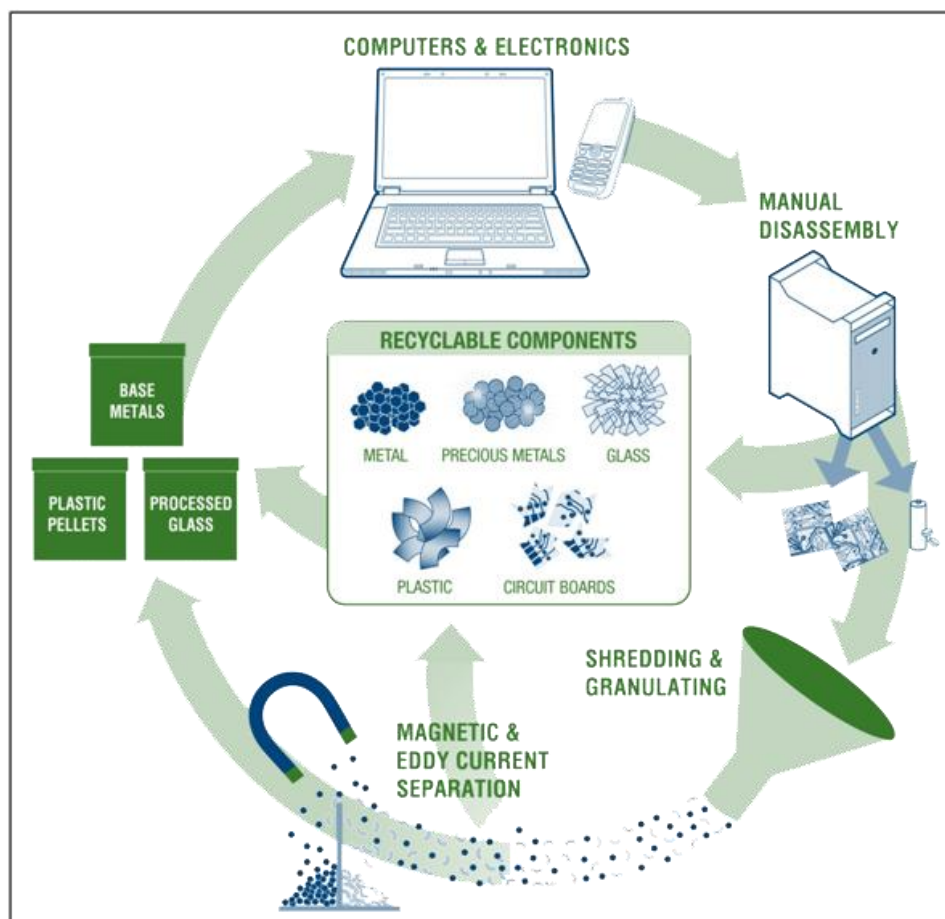 COMPUTERS & ELECTRONICS
MANUAL
DISASSEMBLY
RECYCLABLE COMPONENTS
METAL
PRECIOUS METALS
GLASS
PLASTIC
CIRCUIT BOARDS
BASE
METALS
PLASTIC
PELLETS
PROCESSED
GLASS
SHREDDING &
GRANULATING
MAGNETIC &
EDDY CURRENT
SEPARATION